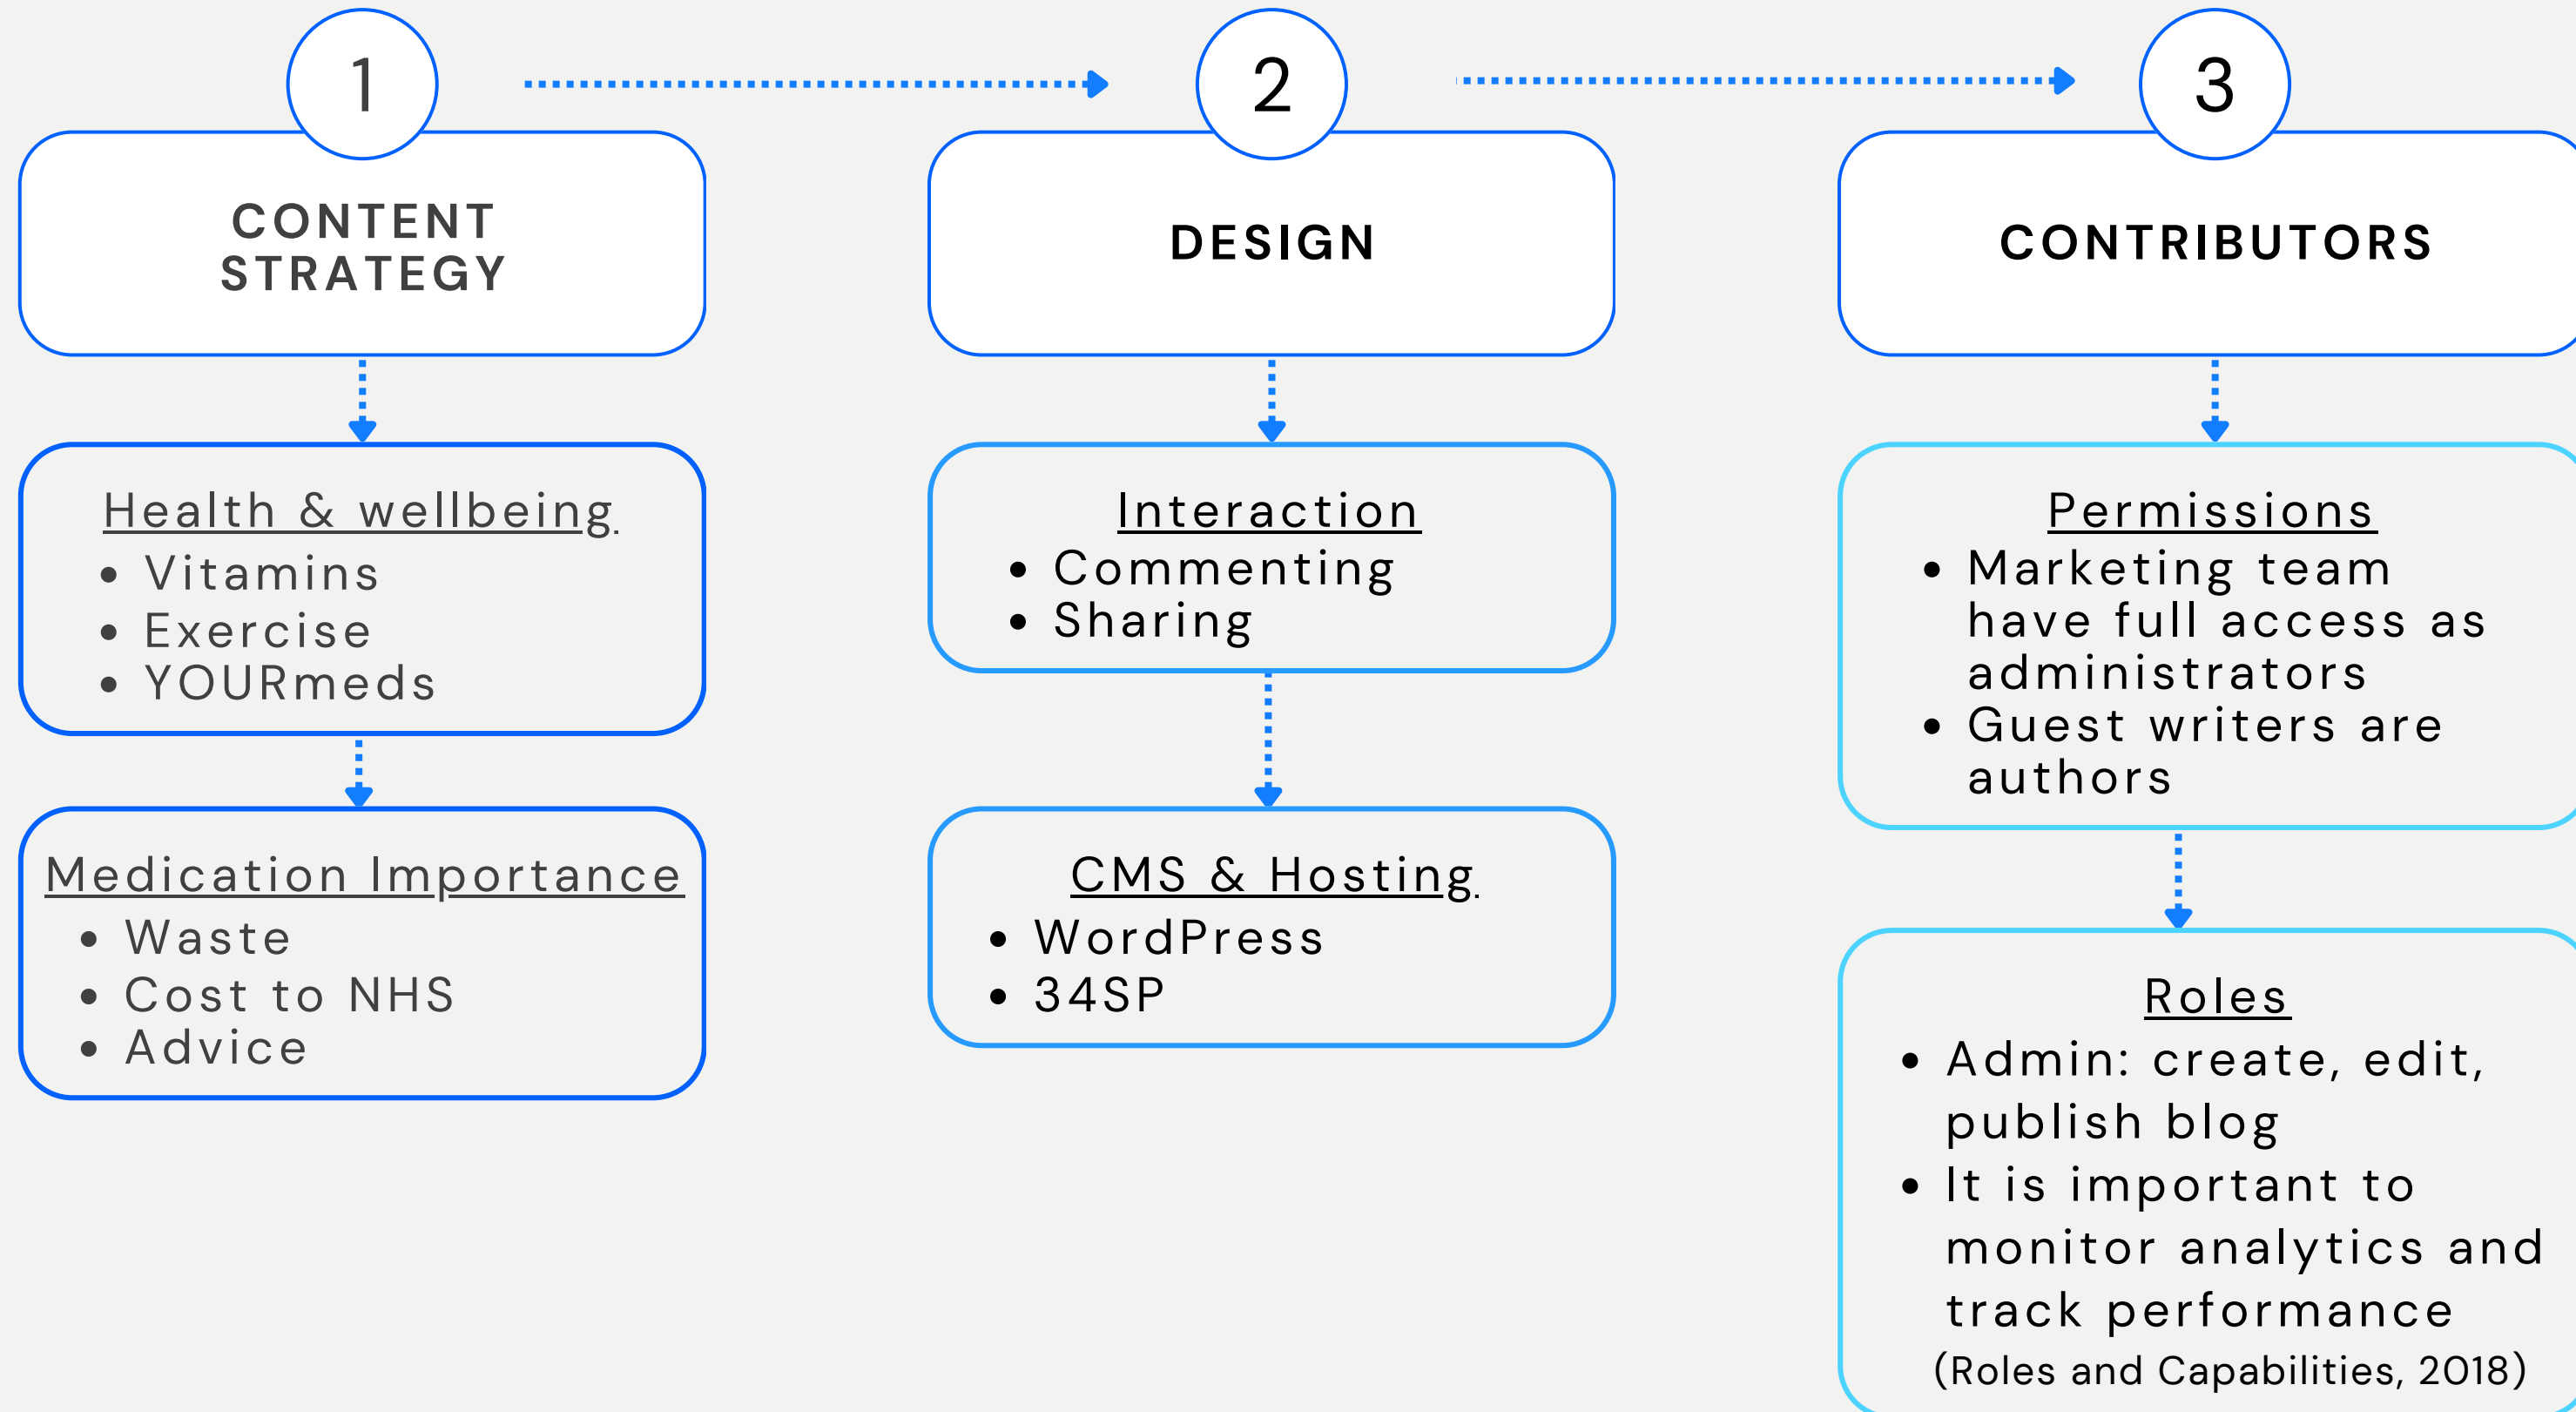 1
CONTENT
STRATEGY
Health & wellbeing
• Vitamins
• Exercise
• YOURmeds
Medication Importance
• Waste
• Cost to NHS
• Advice
2
DESIGN
Interaction
• Commenting
• Sharing
CMS & Hosting
• WordPress
• 34SP
3
CONTRIBUTORS
Permissions
• Marketing team
have full access as
administrators
• Guest writers are
authors
Roles
• Admin: create, edit,
publish blog
• It is important to
monitor analytics and
track performance
(Roles and Capabilities, 2018)